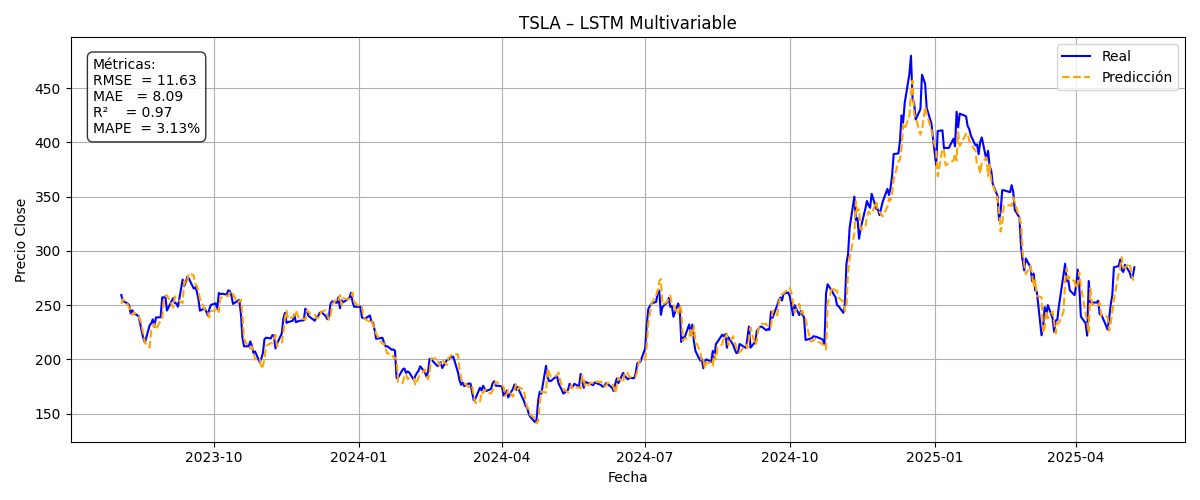 TSLA – LSTM Multivariable
Métricas:
RMSE = 11.63
MAE = 8.09
R² = 0.97
MAPE = 3.13%
Real
Predicción
Precio Close
450
400
350
300
250
200
150
2023-10
2024-01
2024-04
2024-07
2024-10
2025-01
2025-04
Fecha